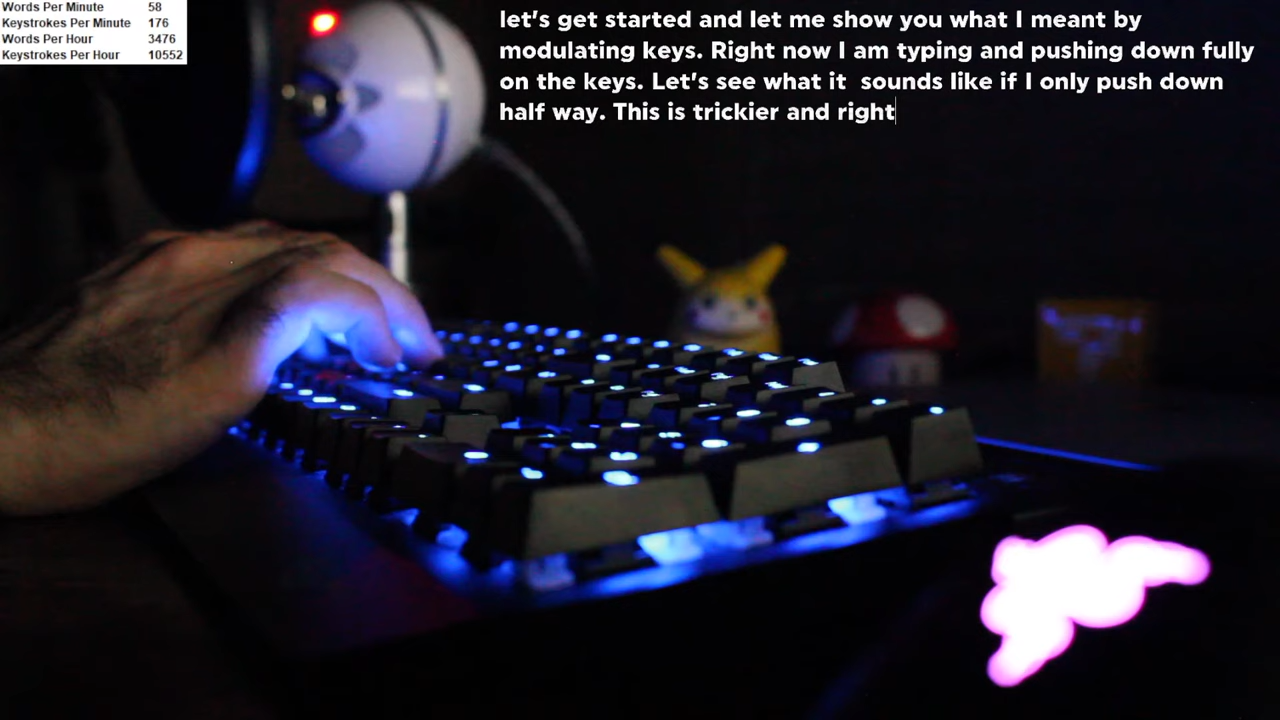 Words Per Minute 58
Keystrokes Per Minute 176
Words Per Hour 3476
Keystrokes Per Hour 10552
let's get started and let me show you what I meant by
modulating keys. Right now I am typing and pushing down fully
on the keys. Let's see what it  sounds like if I only push down
half way. This is trickier and right